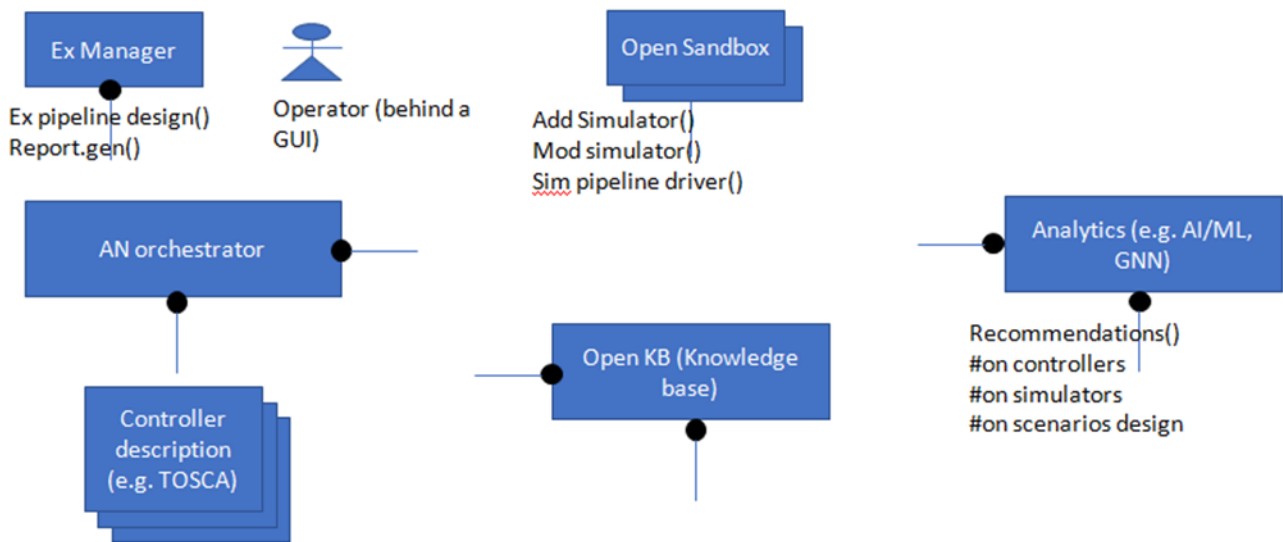 Ex Manager
Ex pipeline design()
Report.gen()
Operator (behind a
GUI)
Open Sandbox
Add Simulator()
Mod simulator()
Sim pipeline driver()
AN orchestrator
Analytics (e.g. AI/ML,
GNN)
Recommendations()
#on controllers
#on simulators
#on scenarios design
Open KB (Knowledge
base)
Controller
description
(e.g. TOSCA)